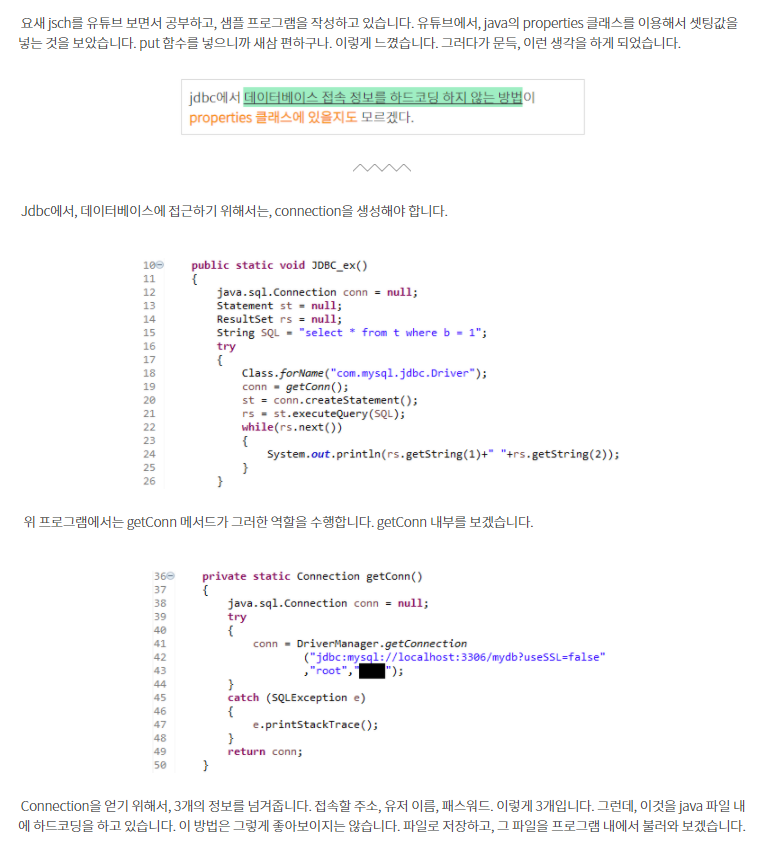 요새 jsch를 유튜브 보면서 공부하고, 샘플 프로그램을 작성하고 있습니다. 유튜브에서, java의 properties 클래스를 이용해서 셋팅값을
넣는 것을 보았습니다. put 함수를 넣으니까 새삼 편하구나. 이렇게 느꼈습니다. 그러다가 문득, 이런 생각을 하게 되었습니다.
jdbc에서 데이터베이스 접속 정보를 하드코딩 하지 않는 방법이
properties 클래스에 있을지도 모르겠다.
Jdbc에서, 데이터베이스에 접근하기 위해서는, connection을 생성해야 합니다.
10 public static void JDBC_ex()
11 {
12 java.sql.Connection conn = null;
13 Statement st = null;
14 ResultSet rs = null;
15 String SQL = "select * from t where b = 1";
16 try
17 {
18 Class.forName("com.mysql.jdbc.Driver");
19 conn = getConn();
20 st = conn.createStatement();
21 rs = st.executeQuery(SQL);
22 while(rs.next())
23 {
24 System.out.println(rs.getString(1)+" "+rs.getString(2));
25 }
26 }
위 프로그램에서는 getConn 메서드가 그러한 역할을 수행합니다. getConn 내부를 보겠습니다.
36 private static Connection getConn()
37 {
38 java.sql.Connection conn = null;
39 try
40 {
41 conn = DriverManager.getConnection
42 ("jdbc:mysql://localhost:3306/mydb?useSSL=false"
43 ,"root"," ");
44 }
45 catch (SQLException e)
46 {
47 e.printStackTrace();
48 }
49 return conn;
50 }
Connection을 얻기 위해서, 3개의 정보를 넘겨줍니다. 접속할 주소, 유저 이름, 패스워드. 이렇게 3개입니다. 그런데, 이것을 java 파일 내
에 하드코딩을 하고 있습니다. 이 방법은 그렇게 좋아보이지는 않습니다. 파일로 저장하고, 그 파일을 프로그램 내에서 불러와 보겠습니다.